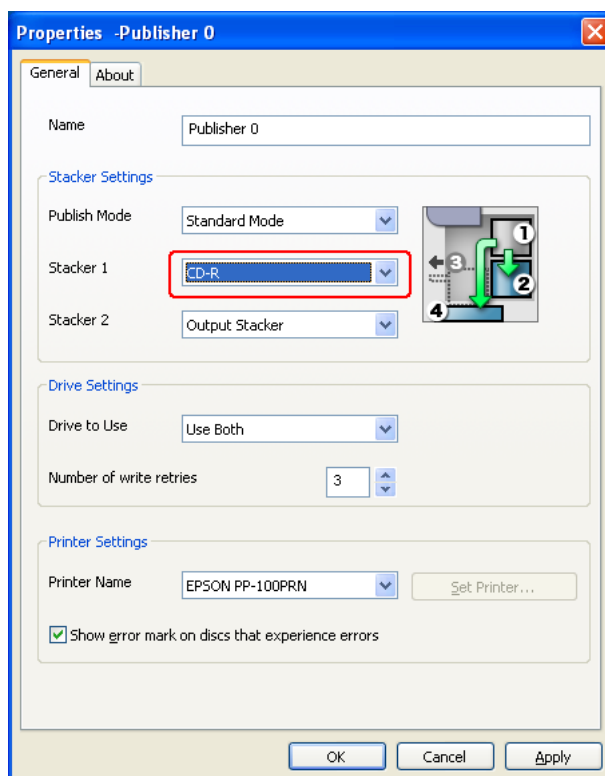 Properties -Publisher 0
General About
Name Publisher 0
Stacker Settings
Publish Mode Standard Mode
Stacker 1 CD-R
Stacker 2 Output Stacker
1
3
2
4
Drive Settings
Drive to Use Use Both
Number of write retries 3
Printer Settings
Printer Name EPSON PP-100PRN Set Printer...
Show error mark on discs that experience errors
OK Cancel Apply